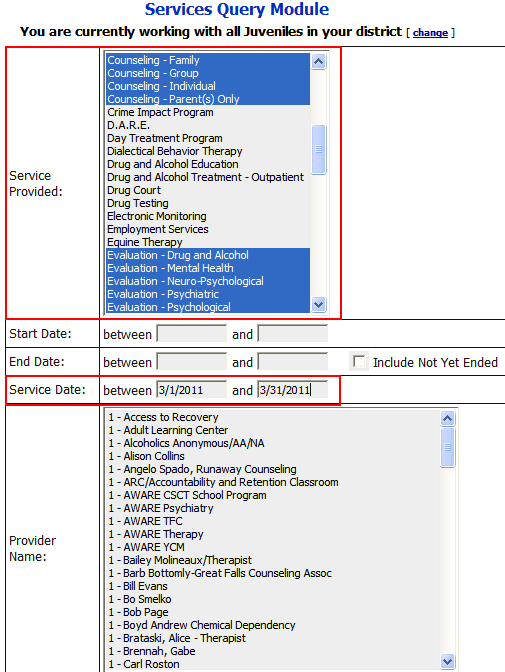 Services Query Module
You are currently working with all Juveniles in your district [ change ]
Service Provided:
Counseling - Family
Counseling - Group
Counseling - Individual
Counseling - Parent(s) Only
Crime Impact Program
D.A.R.E.
Day Treatment Program
Dialectical Behavior Therapy
Drug and Alcohol Education
Drug and Alcohol Treatment - Outpatient
Drug Court
Drug Testing
Electronic Monitoring
Employment Services
Equine Therapy
Evaluation - Drug and Alcohol
Evaluation - Mental Health
Evaluation - Neuro-Psychological
Evaluation - Psychiatric
Evaluation - Psychological
Start Date: between and
End Date: between and Include Not Yet Ended
Service Date: between 3/1/2011 and 3/31/2011
Provider Name:
1 - Access to Recovery
1 - Adult Learning Center
1 - Alcoholics Anonymous/AA/NA
1 - Alison Collins
1 - Angelo Spado, Runaway Counseling
1 - ARC/Accountability and Retention Classroom
1 - AWARE CSCT School Program
1 - AWARE Psychiatry
1 - AWARE TFC
1 - AWARE Therapy
1 - AWARE YCM
1 - Bailey Molineaux/Therapist
1 - Barb Bottomly-Great Falls Counseling Assoc
1 - Bill Evans
1 - Bo Smelko
1 - Bob Page
1 - Boyd Andrew Chemical Dependency
1 - Brataski, Alice - Therapist
1 - Brennah, Gabe
1 - Carl Roston